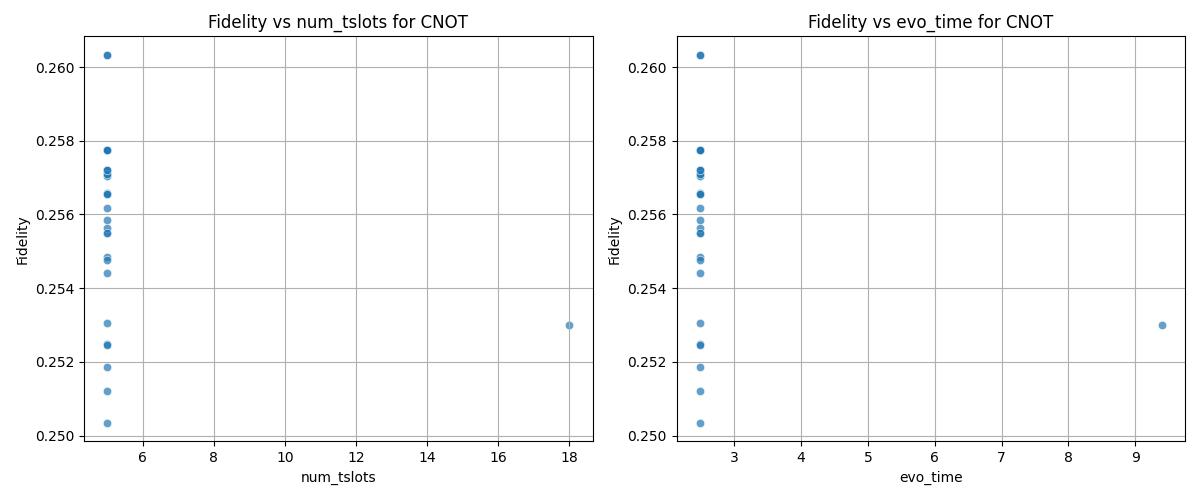 Fidelity vs num_tslots for CNOT
0.260
0.258
0.256
0.254
0.252
0.250
Fidelity
6 8 10 12 14 16 18
num_tslots
Fidelity vs evo_time for CNOT
0.260
0.258
0.256
0.254
0.252
0.250
Fidelity
3 4 5 6 7 8 9
evo_time